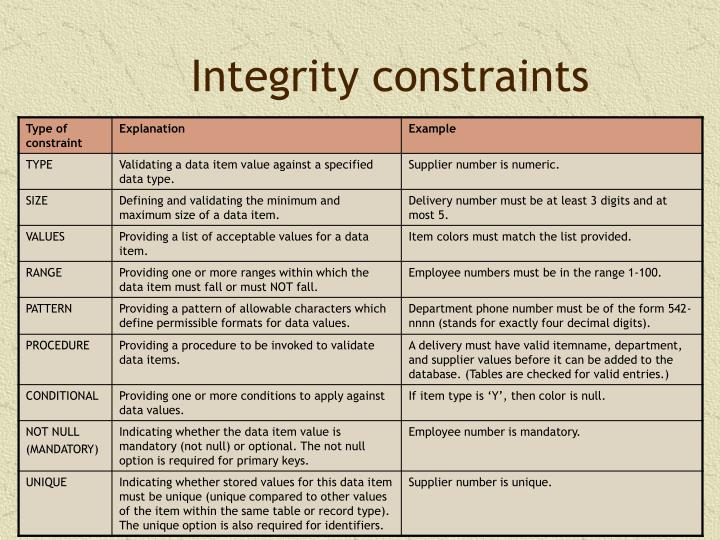 Integrity constraints
Type of
constraint
Explanation
Example
TYPE
Validating a data item value against a specified
data type.
Supplier number is numeric.
SIZE
Defining and validating the minimum and
maximum size of a data item.
Delivery number must be at least 3 digits and at
most 5.
VALUES
Providing a list of acceptable values for a data
item.
Item colors must match the list provided.
RANGE
Providing one or more ranges within which the
data item must fall or must NOT fall.
Employee numbers must be in the range 1-100.
PATTERN
Providing a pattern of allowable characters which
define permissible formats for data values.
Department phone number must be of the form 542-
nnnn (stands for exactly four decimal digits).
PROCEDURE
Providing a procedure to be invoked to validate
data items.
A delivery must have valid itemname, department,
and supplier values before it can be added to the
database. (Tables are checked for valid entries.)
CONDITIONAL
Providing one or more conditions to apply against
data values.
If item type is ‘Y’, then color is null.
NOT NULL
(MANDATORY)
Indicating whether the data item value is
mandatory (not null) or optional. The not null
option is required for primary keys.
Employee number is mandatory.
UNIQUE
Indicating whether stored values for this data item
must be unique (unique compared to other values
of the item within the same table or record type).
The unique option is also required for identifiers.
Supplier number is unique.